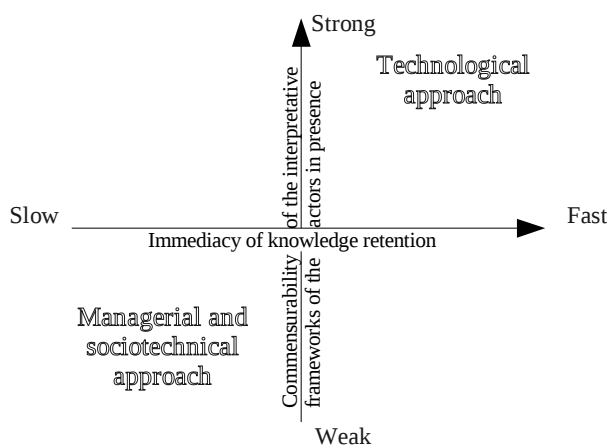 Strong
Technological
approach
Commensurability of the interpretative
frameworks of the actors in presence
Slow
Fast
Immediacy of knowledge retention
Managerial and
sociotechnical
approach
Weak